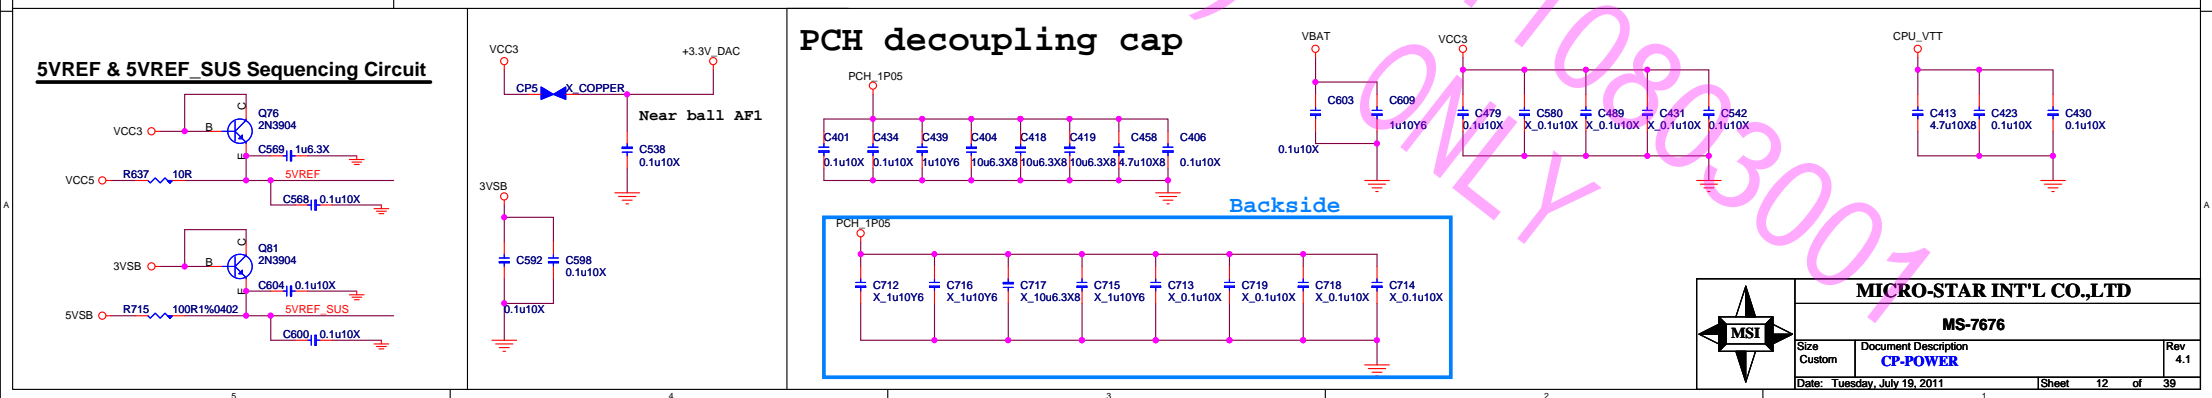 5VREF & 5VREF_SUS Sequencing Circuit
VCC3
B
C
E
Q76
2N3904
C569 1u6.3X
VCC5
R637 10R
5VREF
C568 0.1u10X
3VSB
B
C
E
Q81
2N3904
C604 0.1u10X
5VSB
R715 100R1%0402
5VREF_SUS
C600 0.1u10X
VCC3
+3.3V_DAC
CP5 X_COPPER
Near ball AF1
C538
0.1u10X
3VSB
C592
0.1u10X
C598
0.1u10X
PCH decoupling cap
PCH_1P05
C401 C434 C439 C404 C418 C419 C458 C406
0.1u10X 0.1u10X 1u10Y6 10u6.3X8 10u6.3X8 10u6.3X8 4.7u10X8 0.1u10X
VBAT
C603 C609
0.1u10X 1u10Y6
VCC3
C479 C580 C489 C431 C542
0.1u10X X_0.1u10X X_0.1u10X X_0.1u10X 0.1u10X
CPU_VTT
C413 C423 C430
4.7u10X8 0.1u10X 0.1u10X
Backside
PCH_1P05
C712 C716 C717 C715 C713 C719 C718 C714
X_1u10Y6 X_1u10Y6 X_10u6.3X8 X_1u10Y6 X_0.1u10X X_0.1u10X X_0.1u10X X_0.1u10X
10803001
ONLY
MSI
MICRO-STAR INT'L CO.,LTD
MS-7676
Size
Custom
Document Description
CP-POWER
Rev
4.1
Date: Tuesday, July 19, 2011
Sheet 12 of 39
A
A
5 4 3 2 1